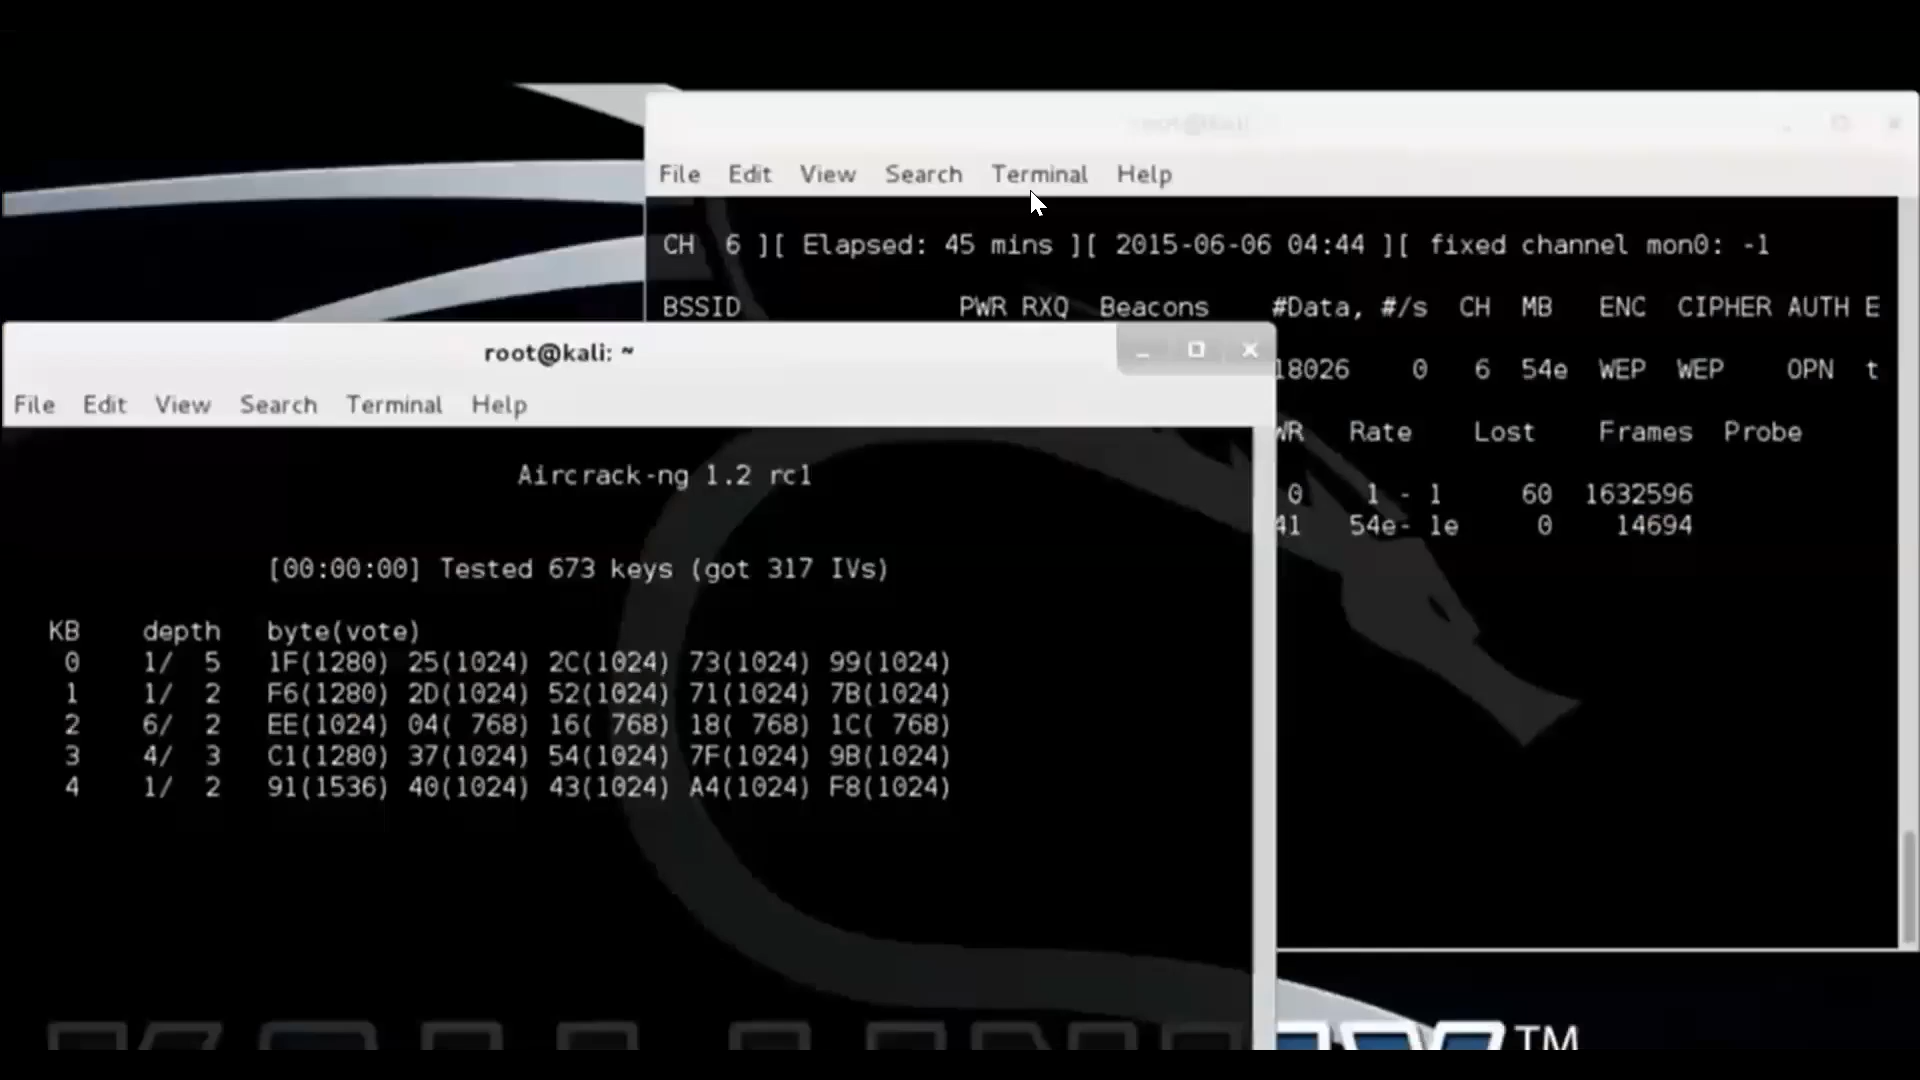 root@kali
File Edit View Search Terminal Help
CH 6 ][ Elapsed: 45 mins ][ 2015-06-06 04:44 ][ fixed channel mon0: -1
BSSID PWR RXQ Beacons #Data, #/s CH MB ENC CIPHER AUTH E
18026 0 6 54e WEP WEP OPN t
WR Rate Lost Frames Probe
0 1 - 1 60 1632596
41 54e- 1e 0 14694
root@kali: ~
File Edit View Search Terminal Help
Aircrack-ng 1.2 rc1
[00:00:00] Tested 673 keys (got 317 IVs)
KB depth byte(vote)
0 1/ 5 1F(1280) 25(1024) 2C(1024) 73(1024) 99(1024)
1 1/ 2 F6(1280) 2D(1024) 52(1024) 71(1024) 7B(1024)
2 6/ 2 EE(1024) 04( 768) 16( 768) 18( 768) 1C( 768)
3 4/ 3 C1(1280) 37(1024) 54(1024) 7F(1024) 9B(1024)
4 1/ 2 91(1536) 40(1024) 43(1024) A4(1024) F8(1024)
TM